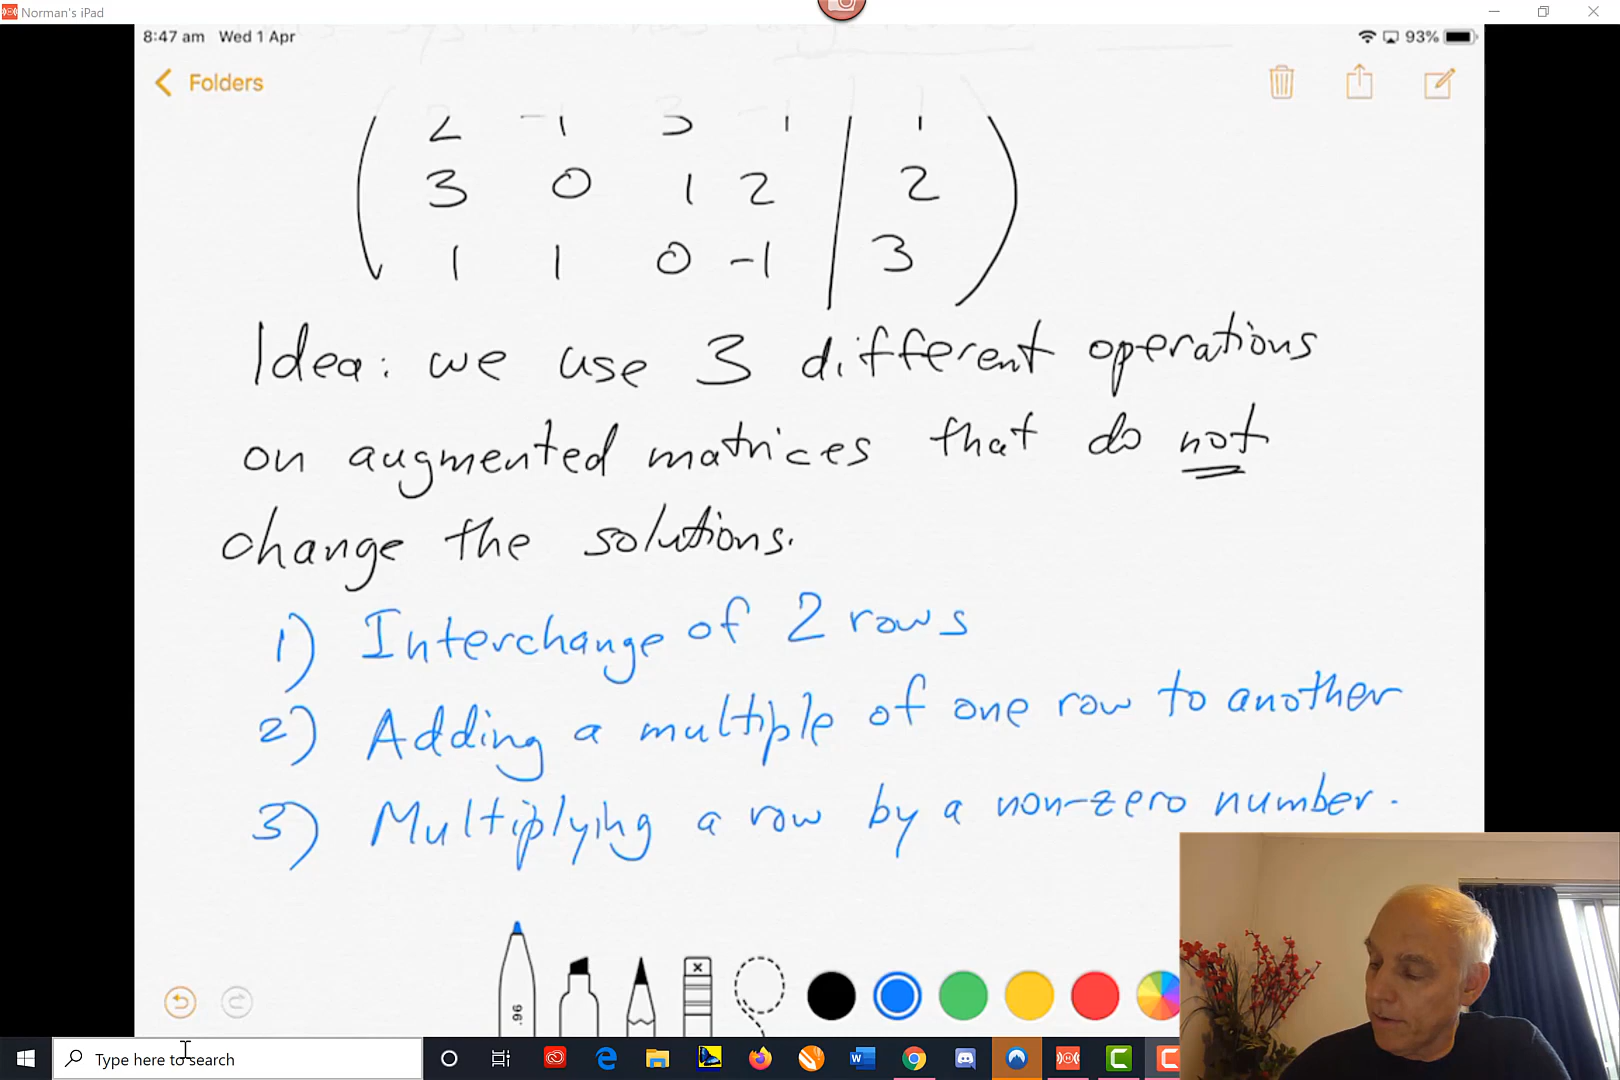 Norman's iPad
8:47 am Wed 1 Apr 93%
Folders
2 -1 3 -1 | 1
3 0 1 2 | 2
1 1 0 -1 | 3
Idea: we use 3 different operations
on augmented matrices that do not
change the solutions.
1) Interchange of 2 rows
2) Adding a multiple of one row to another
3) Multiplying a row by a non-zero number.
.96
Type here to search